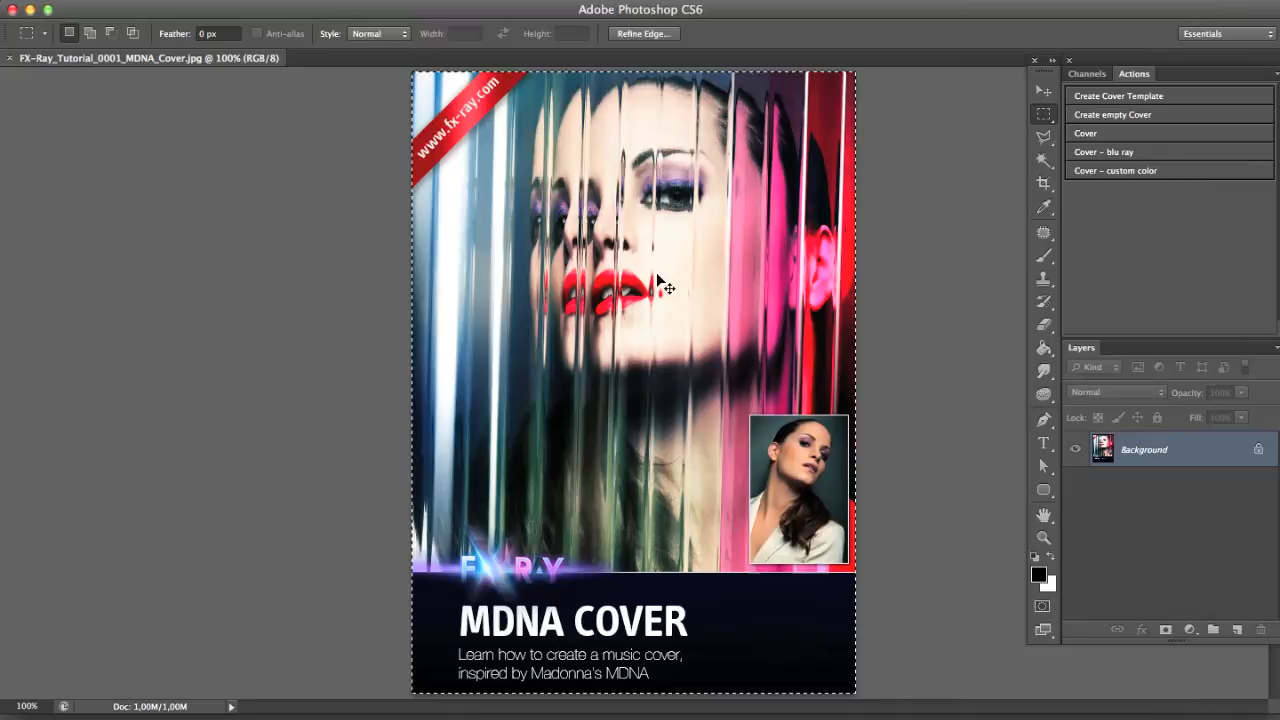 Adobe Photoshop CS6
Feather: 0 px
Anti-alias
Style: Normal
Width:
Height:
Refine Edge...
Essentials
× FX-Ray_Tutorial_0001_MDNA_Cover.jpg @ 100% (RGB/8)
Channels
Actions
Create Cover Template
Create empty Cover
Cover
Cover - blu ray
Cover - custom color
www.fx-ray.com
Layers
Kind
Normal
Opacity: 100%
Lock:
Fill: 100%
Background
FX RAY
MDNA COVER
Learn how to create a music cover,
inspired by Madonna's MDNA
100%
Doc: 1,00M/1,00M